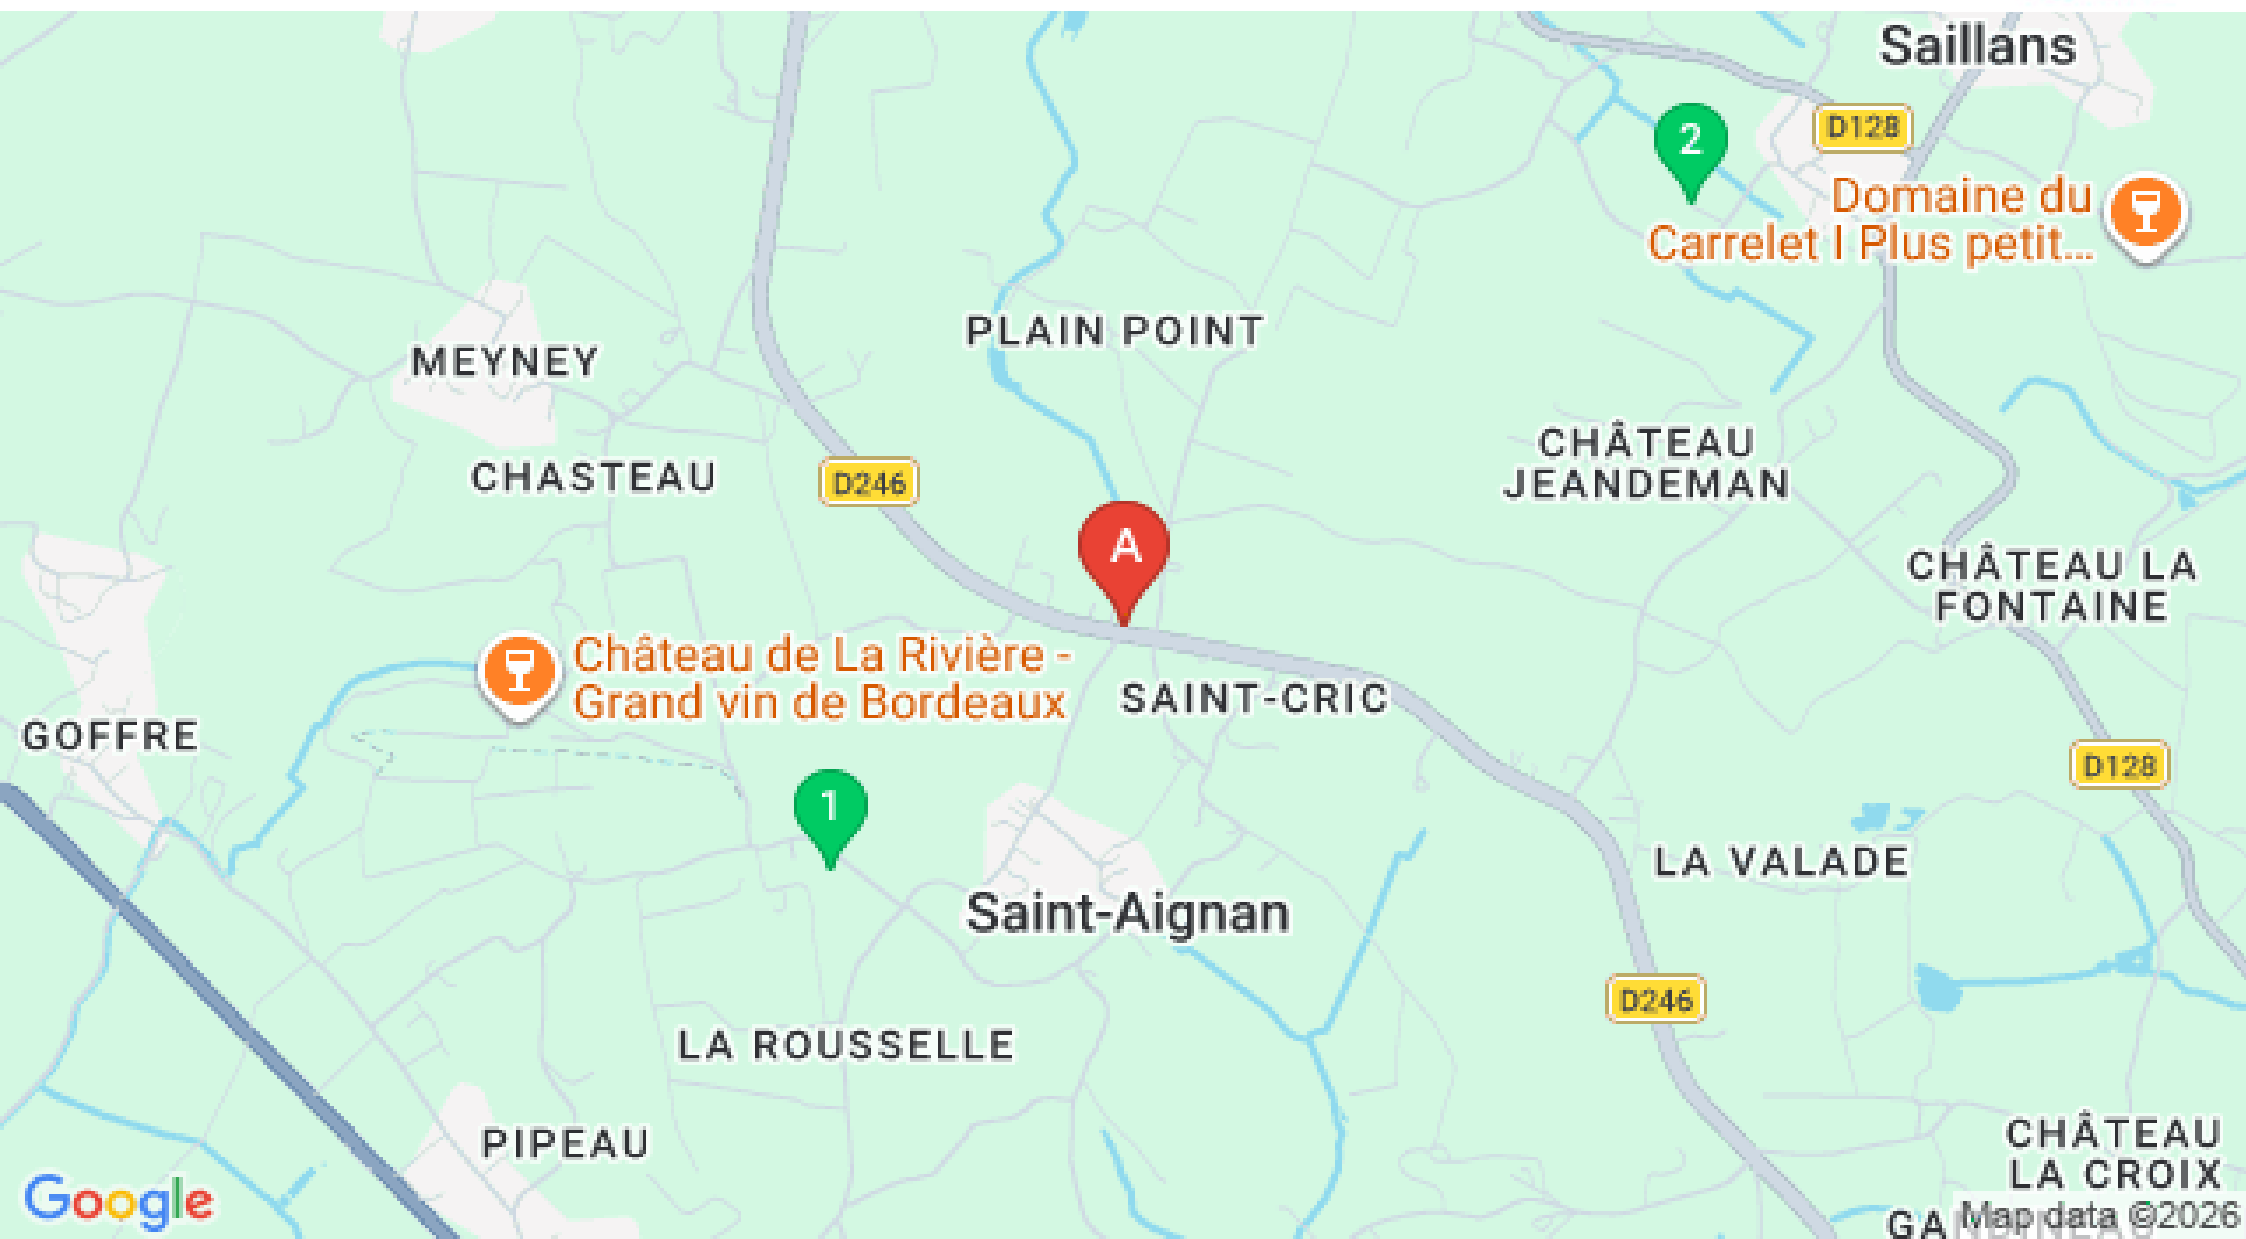 Saillans
D128
2
Domaine du
Carrelet I Plus petit...
PLAIN POINT
MEYNEY
CHÂTEAU
JEANDEMAN
CHASTEAU
D246
A
CHÂTEAU LA
FONTAINE
Château de La Rivière -
Grand vin de Bordeaux
SAINT-CRIC
GOFFRE
D128
1
LA VALADE
Saint-Aignan
D246
LA ROUSSELLE
PIPEAU
CHÂTEAU
LA CROIX
Google
Map data ©2026